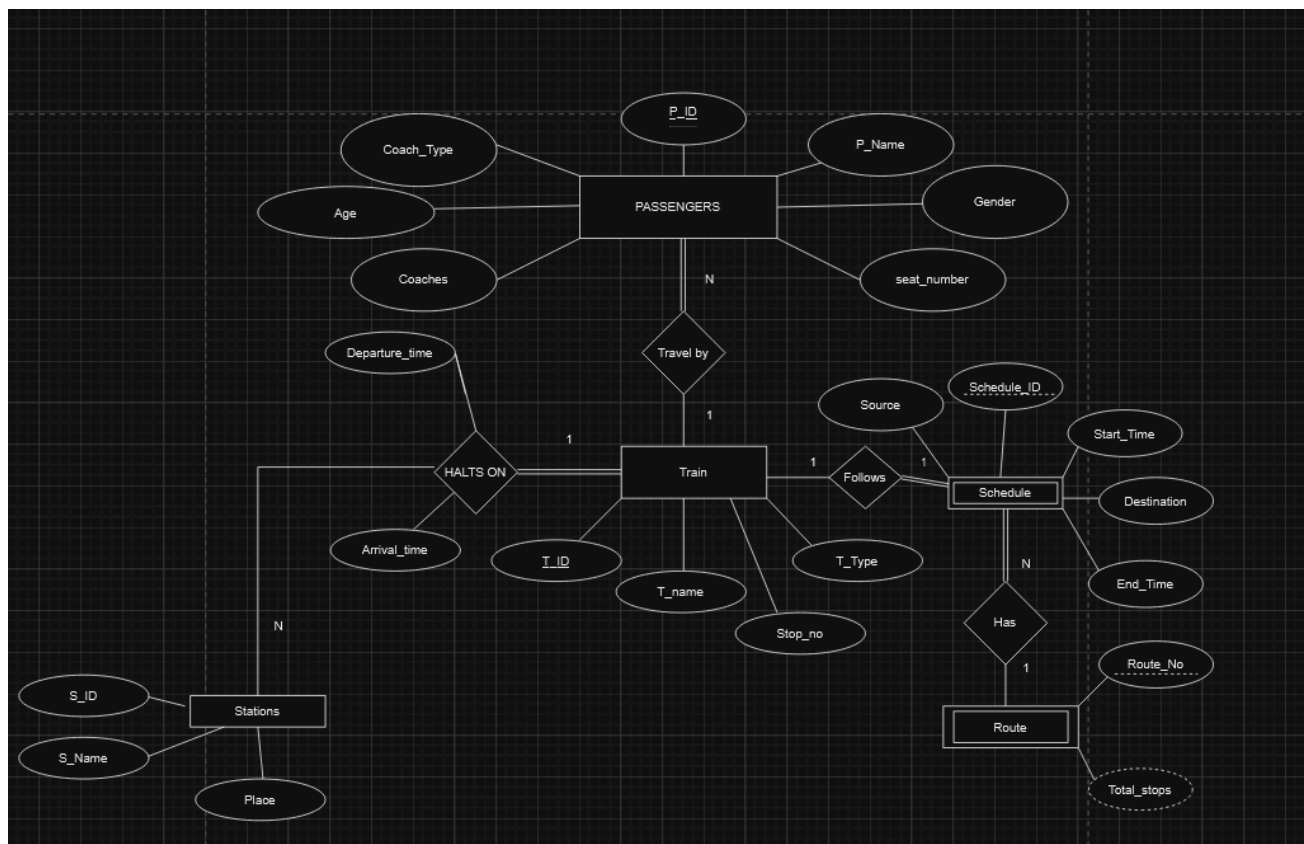 P_ID
Coach_Type
P_Name
Age
PASSENGERS
Gender
Coaches
seat_number
N
Departure_time
Travel by
Schedule_ID
Source
1
Start_Time
1
HALTS ON
Train
1
Follows
1
Schedule
Destination
Arrival_time
T_ID
T_Type
T_name
N
End_Time
Stop_no
Has
N
1
Route_No
S_ID
Stations
Route
S_Name
Place
Total_stops